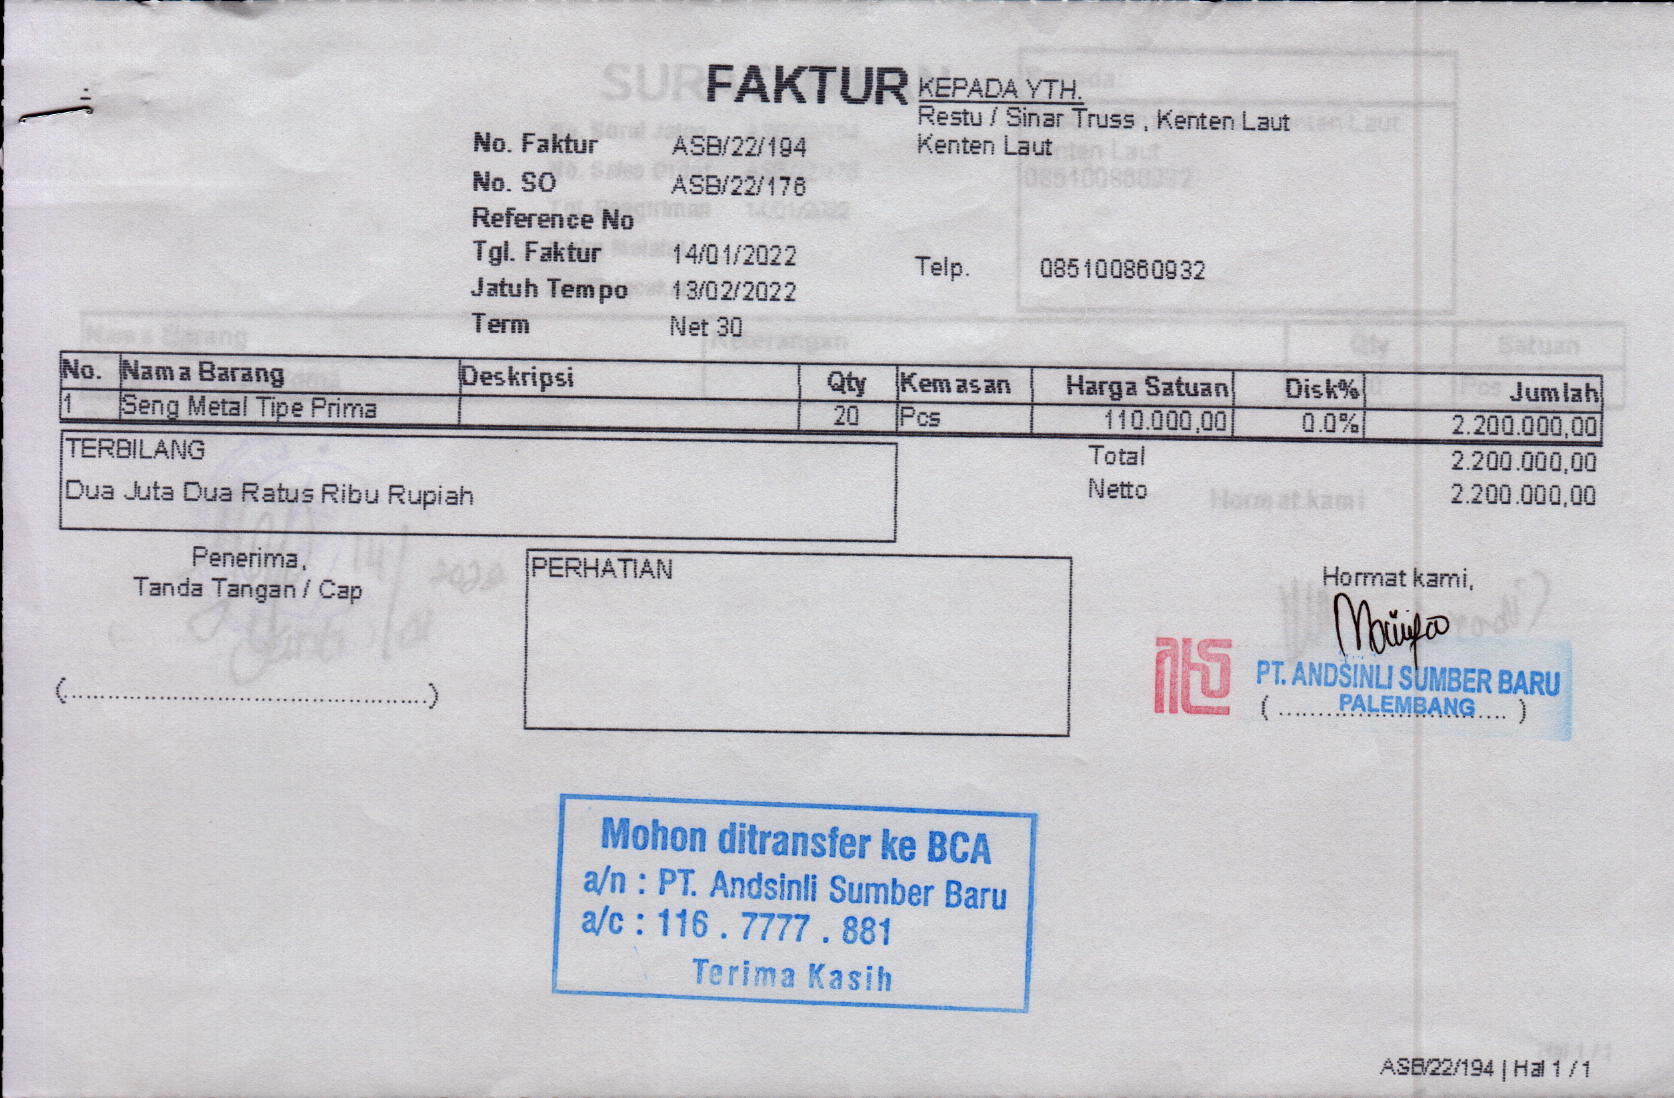 FAKTUR
KEPADA YTH.
Restu / Sinar Truss , Kenten Laut
Kenten Laut
No. Faktur ASB/22/194
No. SO ASB/22/176
Reference No
Tgl. Faktur 14/01/2022
Telp. 085100860932
Jatuh Tempo 13/02/2022
Term Net 30
No. Nama Barang Deskripsi Qty Kemasan Harga Satuan Disk% Jumlah
1 Seng Metal Tipe Prima 20 Pcs 110.000,00 0.0% 2.200.000,00
TERBILANG
Dua Juta Dua Ratus Ribu Rupiah
Total 2.200.000,00
Netto 2.200.000,00
Penerima,
Tanda Tangan / Cap
(............................................)
PERHATIAN
Hormat kami,
PT. ANDSINLI SUMBER BARU
PALEMBANG
Mohon ditransfer ke BCA
a/n : PT. Andsinli Sumber Baru
a/c : 116 . 7777 . 881
Terima Kasih
ASB/22/194 | Hal 1 / 1